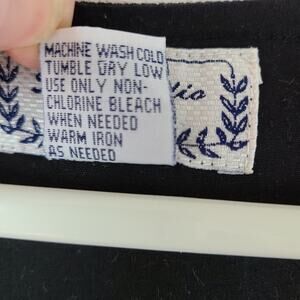 MACHINE WASH COLD
TUMBLE DRY LOW
USE ONLY NON-
CHLORINE BLEACH
WHEN NEEDED
WARM IRON
AS NEEDED